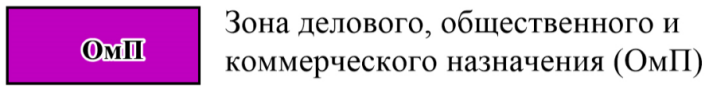 ОмП
Зона делового, общественного и
коммерческого назначения (ОмП)